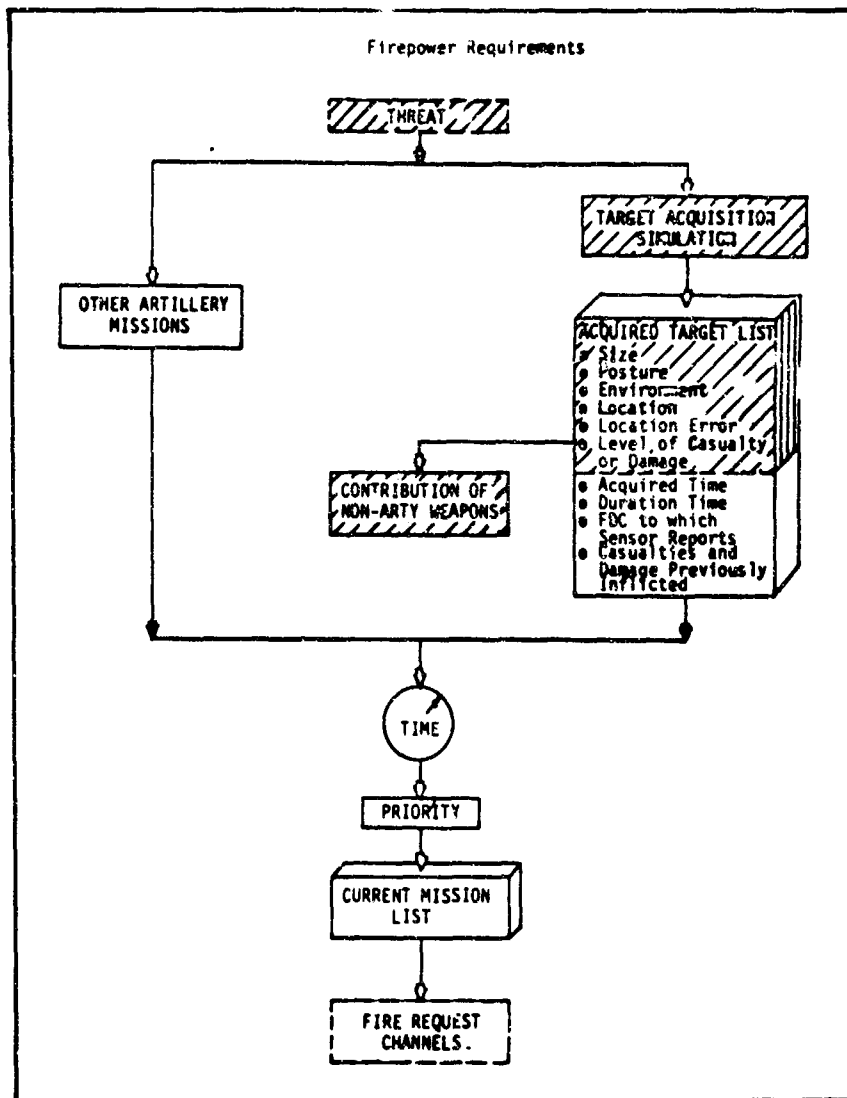 Firepower Requirements
THREAT
TARGET ACQUISITION
SIMULATION
OTHER ARTILLERY
MISSIONS
ACQUIRED TARGET LIST
● Size
● Posture
● Environment
● Location
● Location Error
● Level of Casualty
or Damage
CONTRIBUTION OF
NON-ARTY WEAPONS
● Acquired Time
● Duration Time
● FDC to which
Sensor Reports
● Casualties and
Damage Previously
Inflicted
TIME
PRIORITY
CURRENT MISSION
LIST
FIRE REQUEST
CHANNELS.